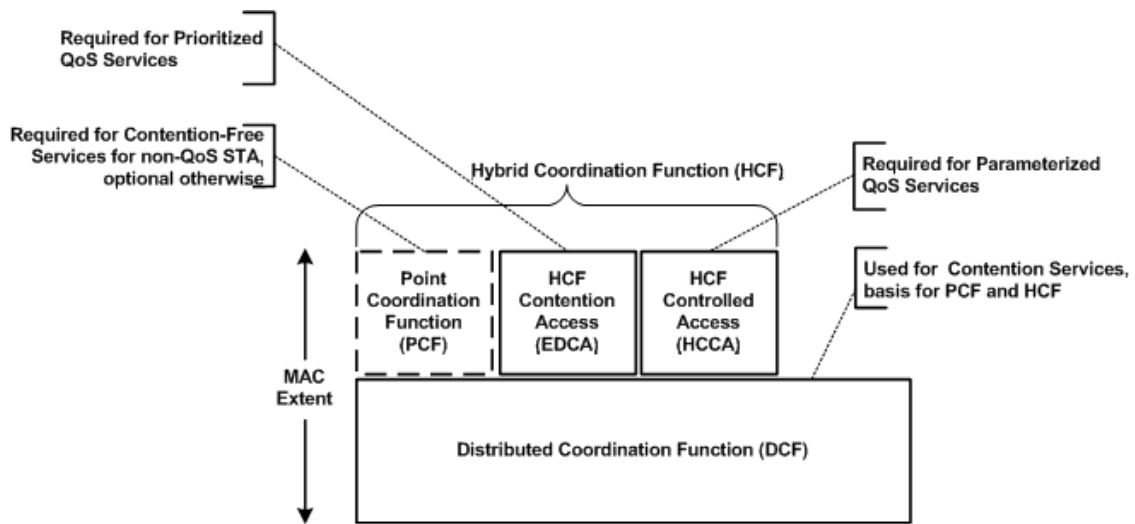 Required for Prioritized
QoS Services
Required for Contention-Free
Services for non-QoS STA,
optional otherwise
Hybrid Coordination Function (HCF)
Required for Parameterized
QoS Services
Used for Contention Services,
basis for PCF and HCF
MAC
Extent
Point
Coordination
Function
(PCF)
HCF
Contention
Access
(EDCA)
HCF
Controlled
Access
(HCCA)
Distributed Coordination Function (DCF)